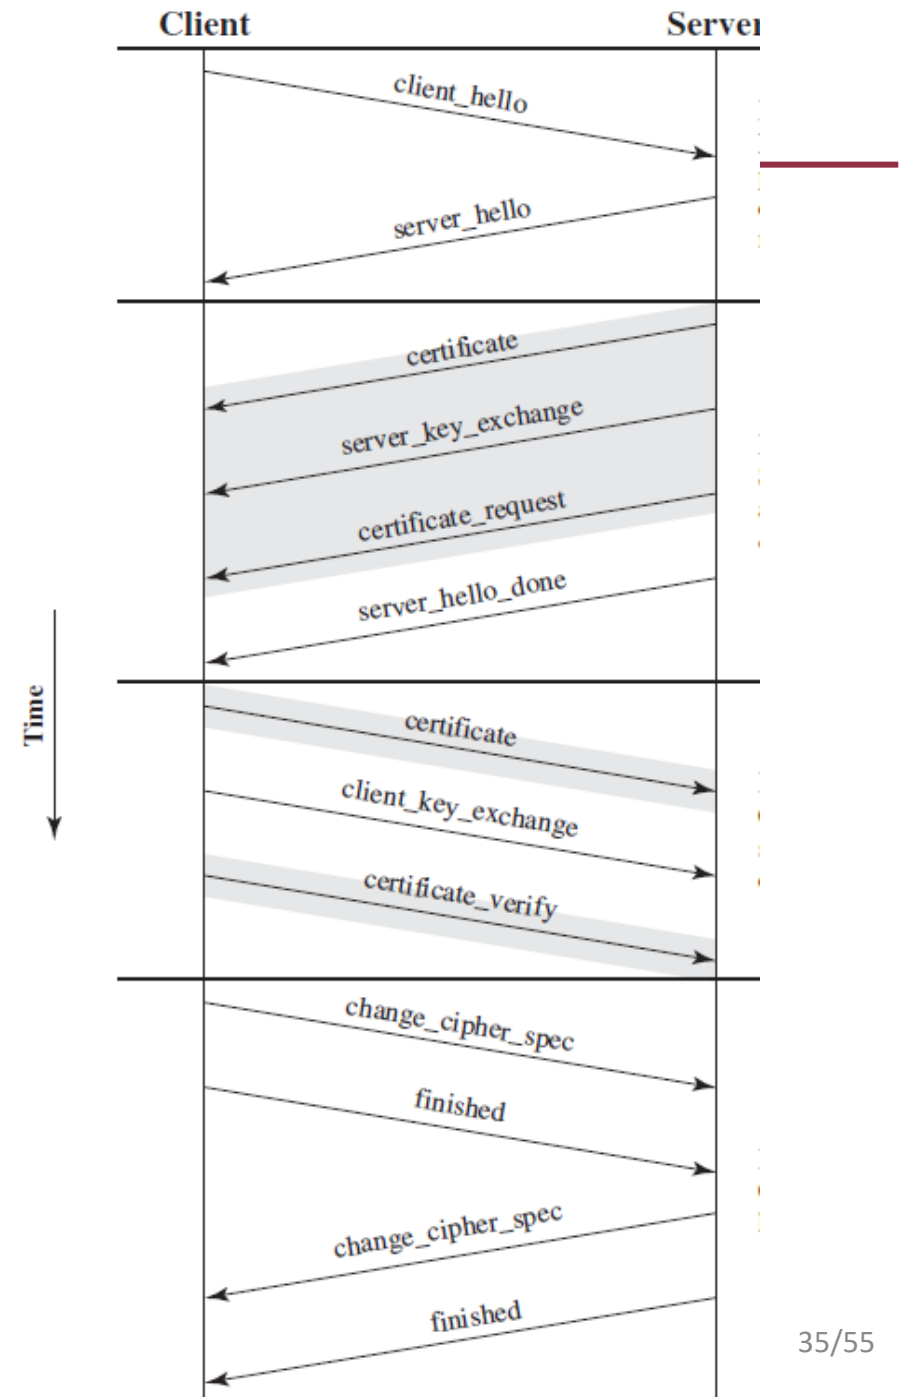 Client
Server
client_hello
server_hello
certificate
server_key_exchange
certificate_request
server_hello_done
Time
certificate
client_key_exchange
certificate_verify
change_cipher_spec
finished
change_cipher_spec
finished
35/55